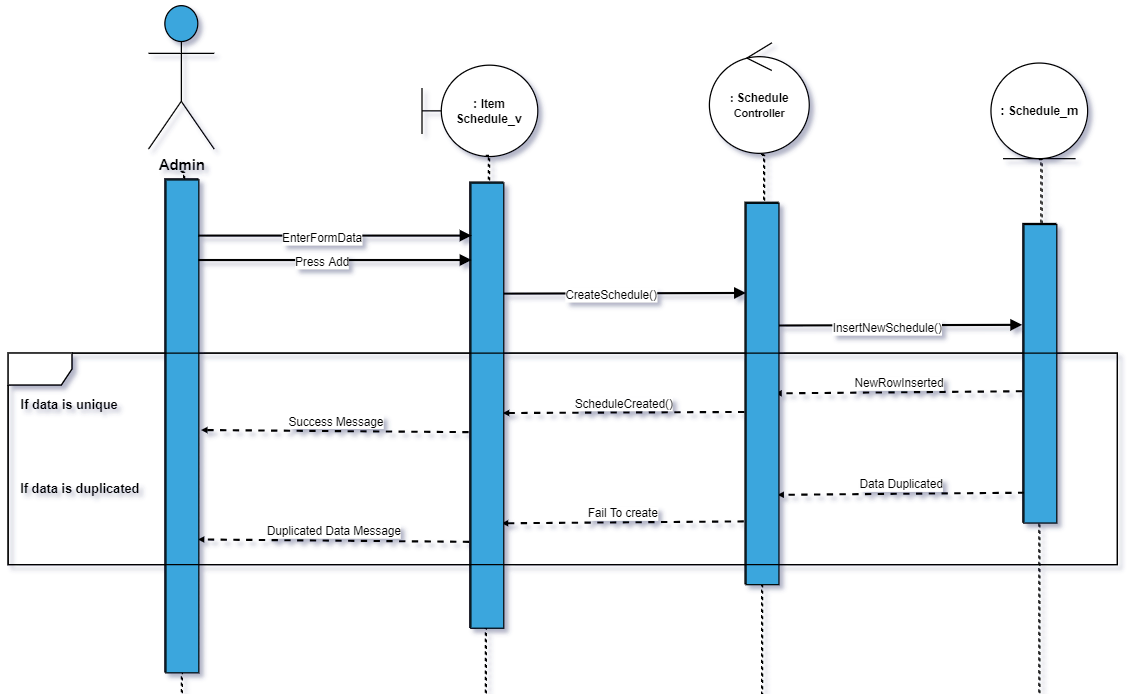 : Item
Schedule_v
: Schedule
Controller
: Schedule_m
Admin
EnterFormData
Press Add
CreateSchedule()
InsertNewSchedule()
NewRowInserted
If data is unique
ScheduleCreated()
Success Message
If data is duplicated
Data Duplicated
Fail To create
Duplicated Data Message